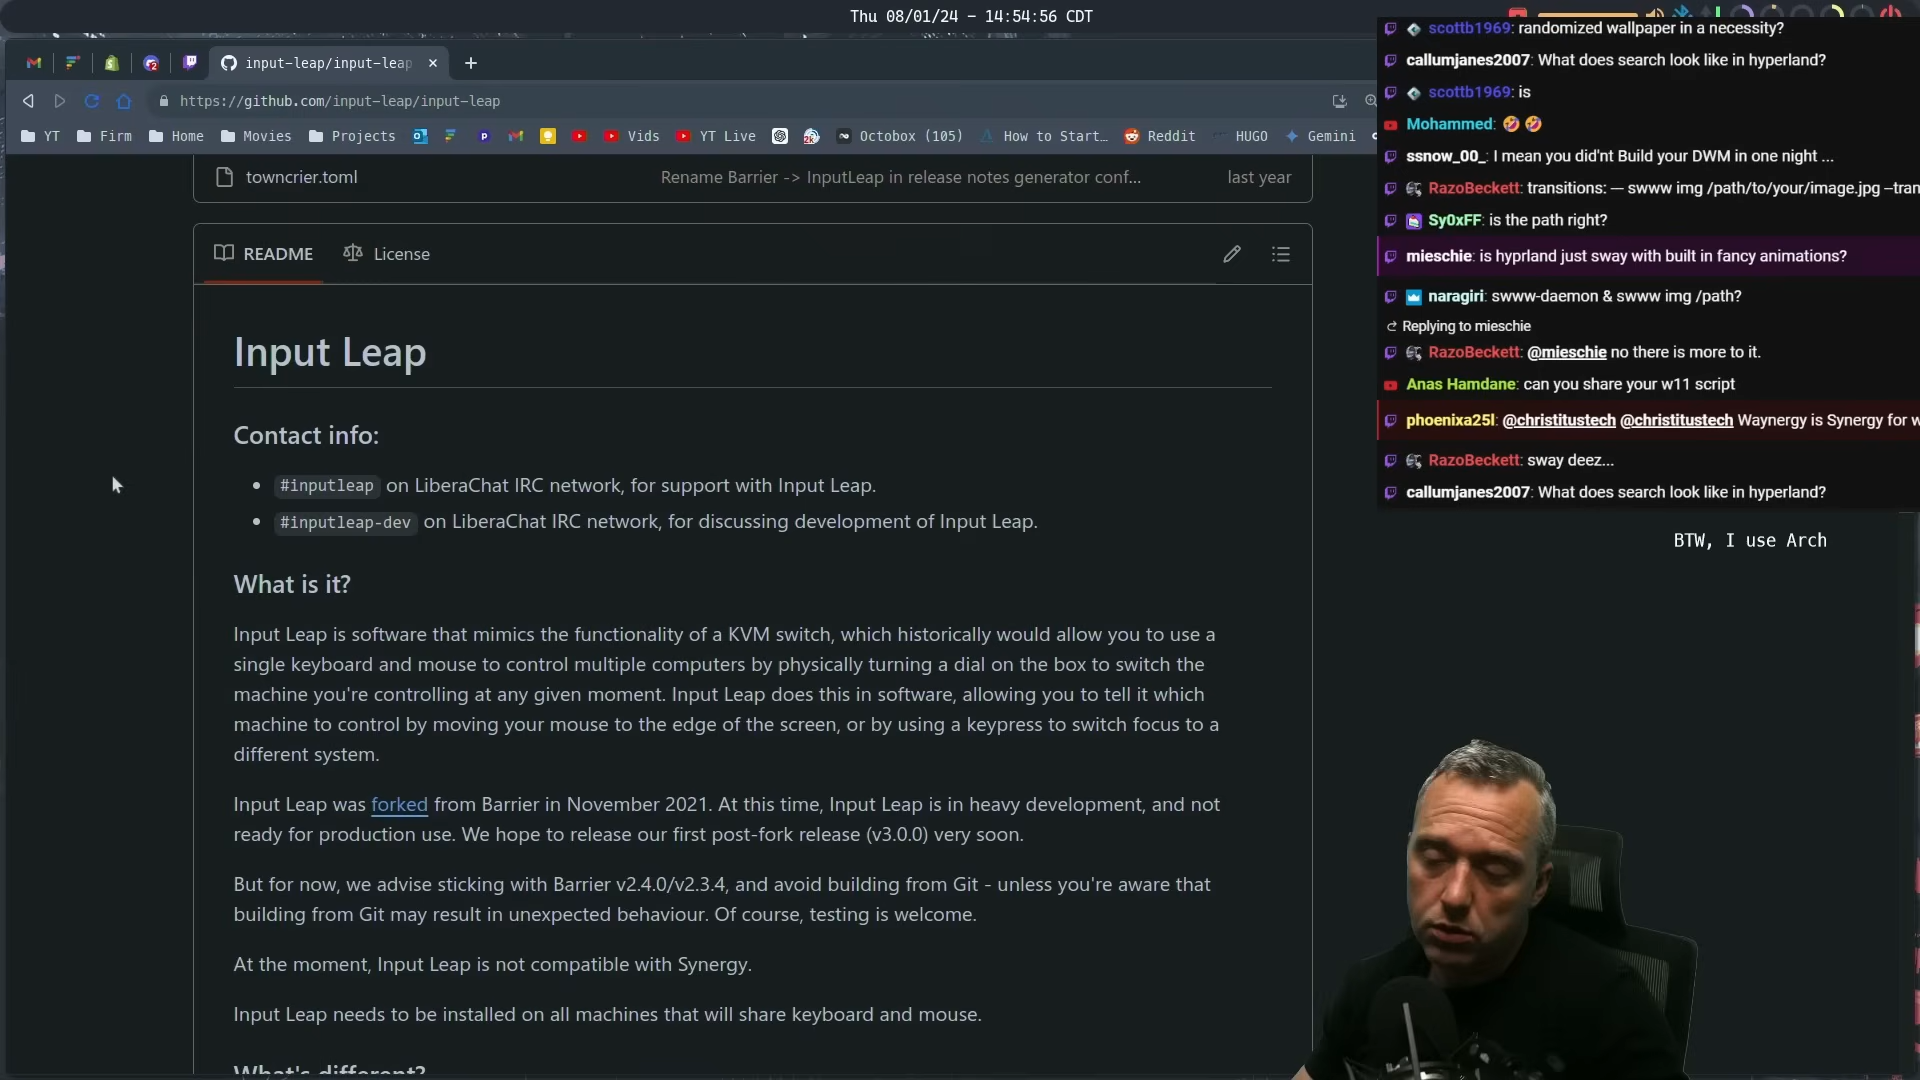 Thu 08/01/24 - 14:54:56 CDT
input-leap/input-leap
https://github.com/input-leap/input-leap
YT Firm Home Movies Projects Vids YT Live Octobox (105) How to Start… Reddit HUGO Gemini
towncrier.toml Rename Barrier -> InputLeap in release notes generator conf... last year
README License
Input Leap
Contact info:
#inputleap on LiberaChat IRC network, for support with Input Leap.
#inputleap-dev on LiberaChat IRC network, for discussing development of Input Leap.
What is it?
Input Leap is software that mimics the functionality of a KVM switch, which historically would allow you to use a
single keyboard and mouse to control multiple computers by physically turning a dial on the box to switch the
machine you're controlling at any given moment. Input Leap does this in software, allowing you to tell it which
machine to control by moving your mouse to the edge of the screen, or by using a keypress to switch focus to a
different system.
Input Leap was forked from Barrier in November 2021. At this time, Input Leap is in heavy development, and not
ready for production use. We hope to release our first post-fork release (v3.0.0) very soon.
But for now, we advise sticking with Barrier v2.4.0/v2.3.4, and avoid building from Git - unless you're aware that
building from Git may result in unexpected behaviour. Of course, testing is welcome.
At the moment, Input Leap is not compatible with Synergy.
Input Leap needs to be installed on all machines that will share keyboard and mouse.
What's different?
scottb1969: randomized wallpaper in a necessity?
callumjanes2007: What does search look like in hyperland?
scottb1969: is
Mohammed: 🤣 🤣
ssnow_00_: I mean you did'nt Build your DWM in one night ...
RazoBeckett: transitions: — swww img /path/to/your/image.jpg –tran
Sy0xFF: is the path right?
mieschie: is hyprland just sway with built in fancy animations?
naragiri: swww-daemon & swww img /path?
Replying to mieschie
RazoBeckett: @mieschie no there is more to it.
Anas Hamdane: can you share your w11 script
phoenixa25l: @christitustech @christitustech Waynergy is Synergy for w
RazoBeckett: sway deez...
callumjanes2007: What does search look like in hyperland?
BTW, I use Arch